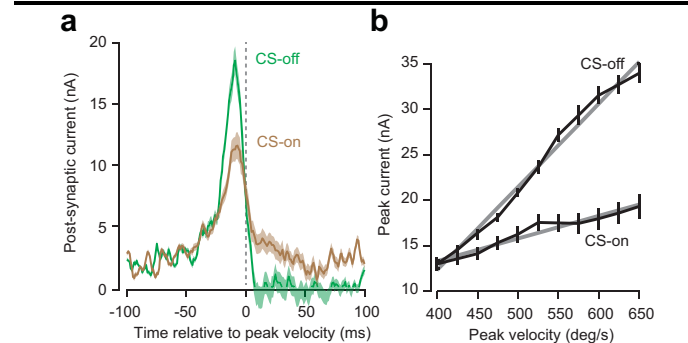 a
Post-synaptic current (nA)
20
15
10
5
0
-100
-50
0
50
100
Time relative to peak velocity (ms)
CS-off
CS-on
b
Peak current (nA)
35
30
25
20
15
10
400
450
500
550
600
650
Peak velocity (deg/s)
CS-off
CS-on